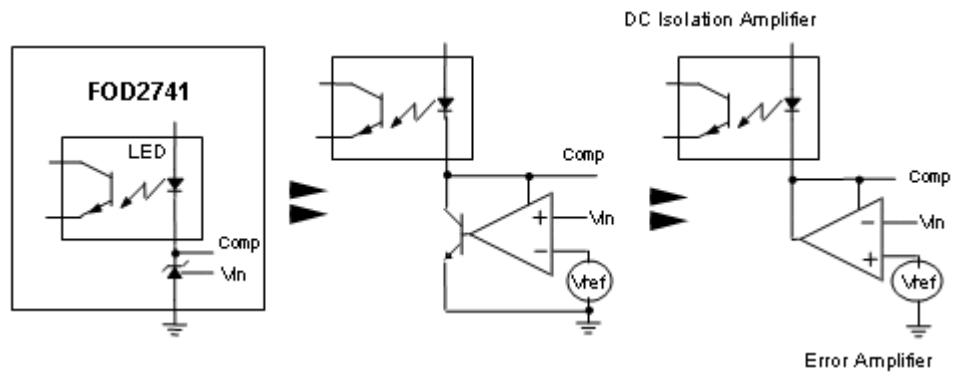 DC Isolation Amplifier
FOD2741
LED
Comp
Vin
Comp
+
Vin
−
Vref
Comp
−
Vin
+
Vref
Error Amplifier